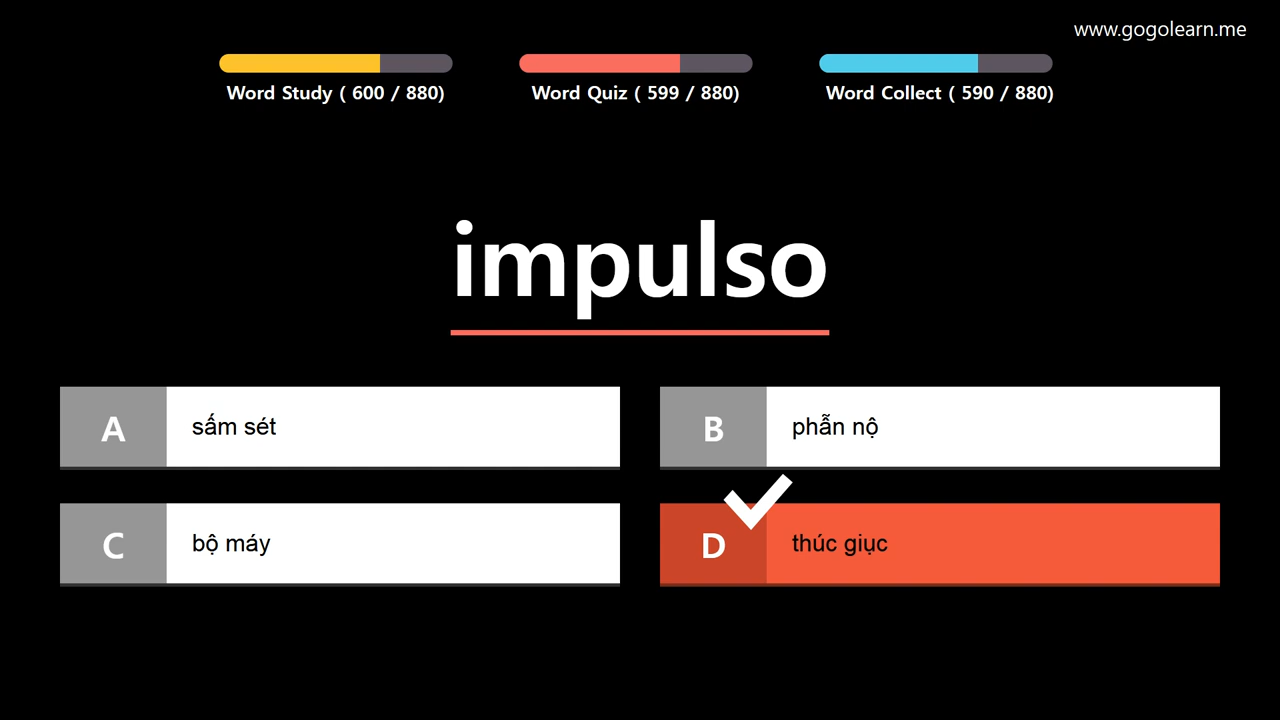 www.gogolearn.me
Word Study ( 600 / 880)
Word Quiz ( 599 / 880)
Word Collect ( 590 / 880)
impulso
A sấm sét
B phẫn nộ
C bộ máy
D thúc giục